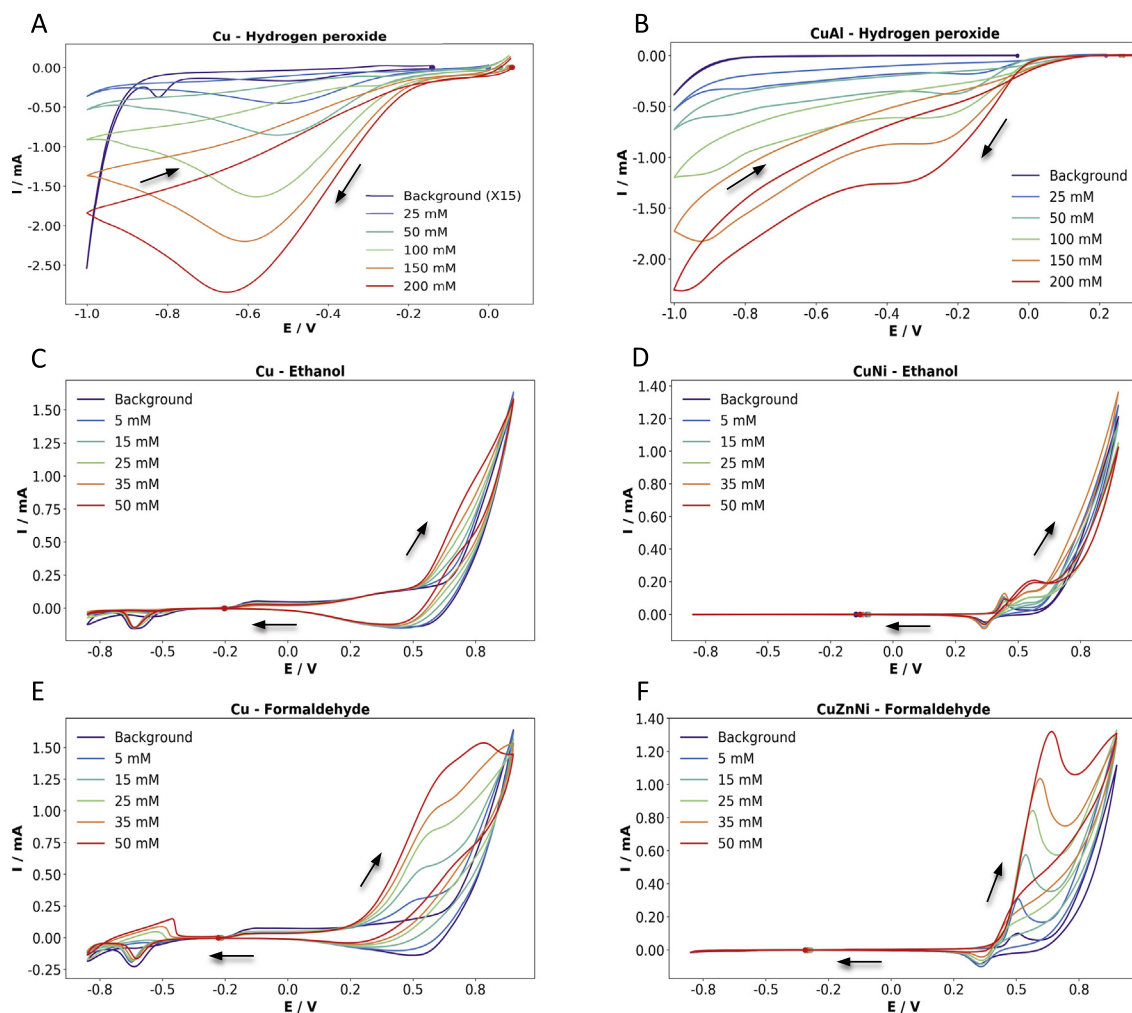 A
Cu - Hydrogen peroxide
0.00
-0.50
-1.00
-1.50
-2.00
-2.50
I / mA
Background (X15)
25 mM
50 mM
100 mM
150 mM
200 mM
-1.0
-0.8
-0.6
-0.4
-0.2
0.0
E / V
B
CuAl - Hydrogen peroxide
0.00
-0.50
-1.00
-1.50
-2.00
I / mA
Background
25 mM
50 mM
100 mM
150 mM
200 mM
-1.0
-0.8
-0.6
-0.4
-0.2
0.0
0.2
E / V
C
Cu - Ethanol
1.50
1.25
1.00
0.75
0.50
0.25
0.00
I / mA
Background
5 mM
15 mM
25 mM
35 mM
50 mM
-0.8
-0.5
-0.2
0.0
0.2
0.5
0.8
E / V
D
CuNi - Ethanol
1.40
1.20
1.00
0.80
0.60
0.40
0.20
0.00
I / mA
Background
5 mM
15 mM
25 mM
35 mM
50 mM
-0.8
-0.5
-0.2
0.0
0.2
0.5
0.8
E / V
E
Cu - Formaldehyde
1.50
1.25
1.00
0.75
0.50
0.25
0.00
-0.25
I / mA
Background
5 mM
15 mM
25 mM
35 mM
50 mM
-0.8
-0.5
-0.2
0.0
0.2
0.5
0.8
E / V
F
CuZnNi - Formaldehyde
1.40
1.20
1.00
0.80
0.60
0.40
0.20
0.00
I / mA
Background
5 mM
15 mM
25 mM
35 mM
50 mM
-0.8
-0.5
-0.2
0.0
0.2
0.5
0.8
E / V